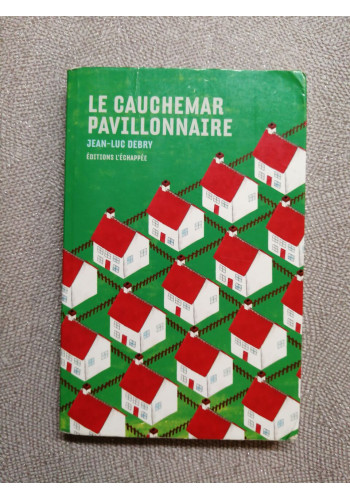 LE CAUCHEMAR
PAVILLONNAIRE
JEAN-LUC DEBRY
ÉDITIONS L'ÉCHAPPÉE